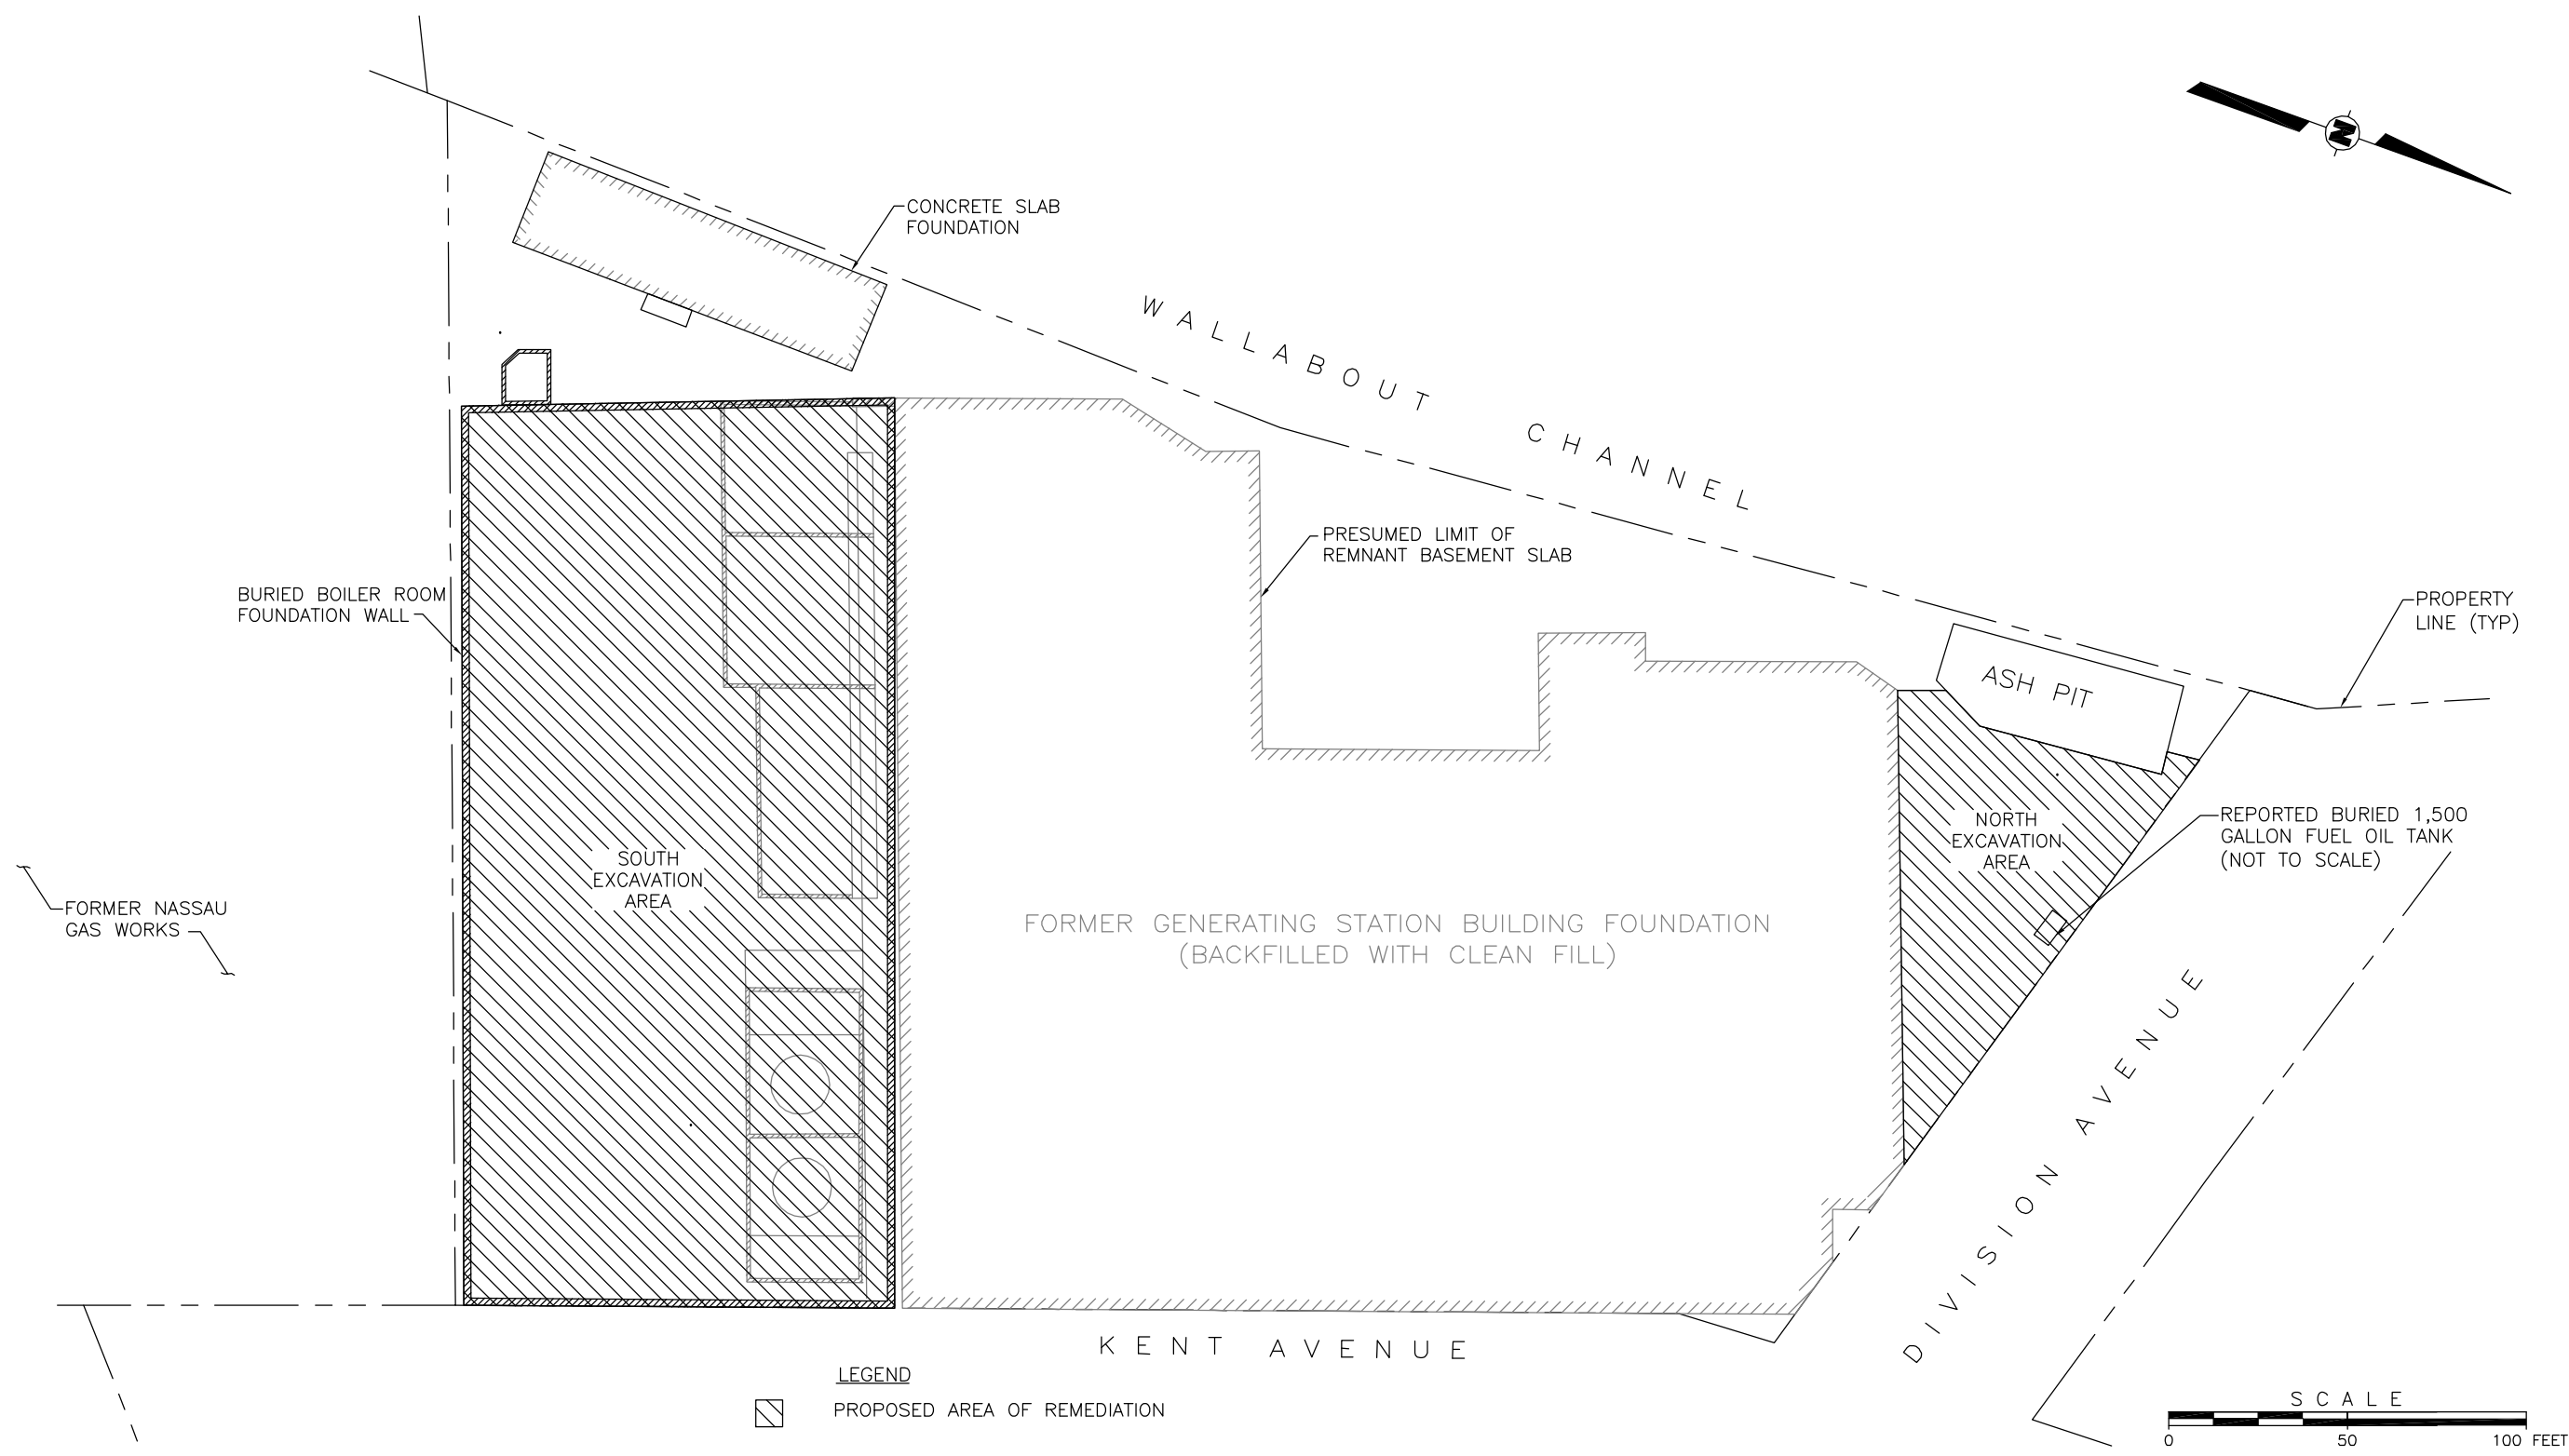 N
CONCRETE SLAB
FOUNDATION
WALLABOUT CHANNEL
PRESUMED LIMIT OF
REMNANT BASEMENT SLAB
BURIED BOILER ROOM
FOUNDATION WALL
PROPERTY
LINE (TYP)
ASH PIT
NORTH
EXCAVATION
AREA
REPORTED BURIED 1,500
GALLON FUEL OIL TANK
(NOT TO SCALE)
SOUTH
EXCAVATION
AREA
FORMER NASSAU
GAS WORKS
FORMER GENERATING STATION BUILDING FOUNDATION
(BACKFILLED WITH CLEAN FILL)
DIVISION AVENUE
KENT AVENUE
LEGEND
PROPOSED AREA OF REMEDIATION
SCALE
0 50 100 FEET